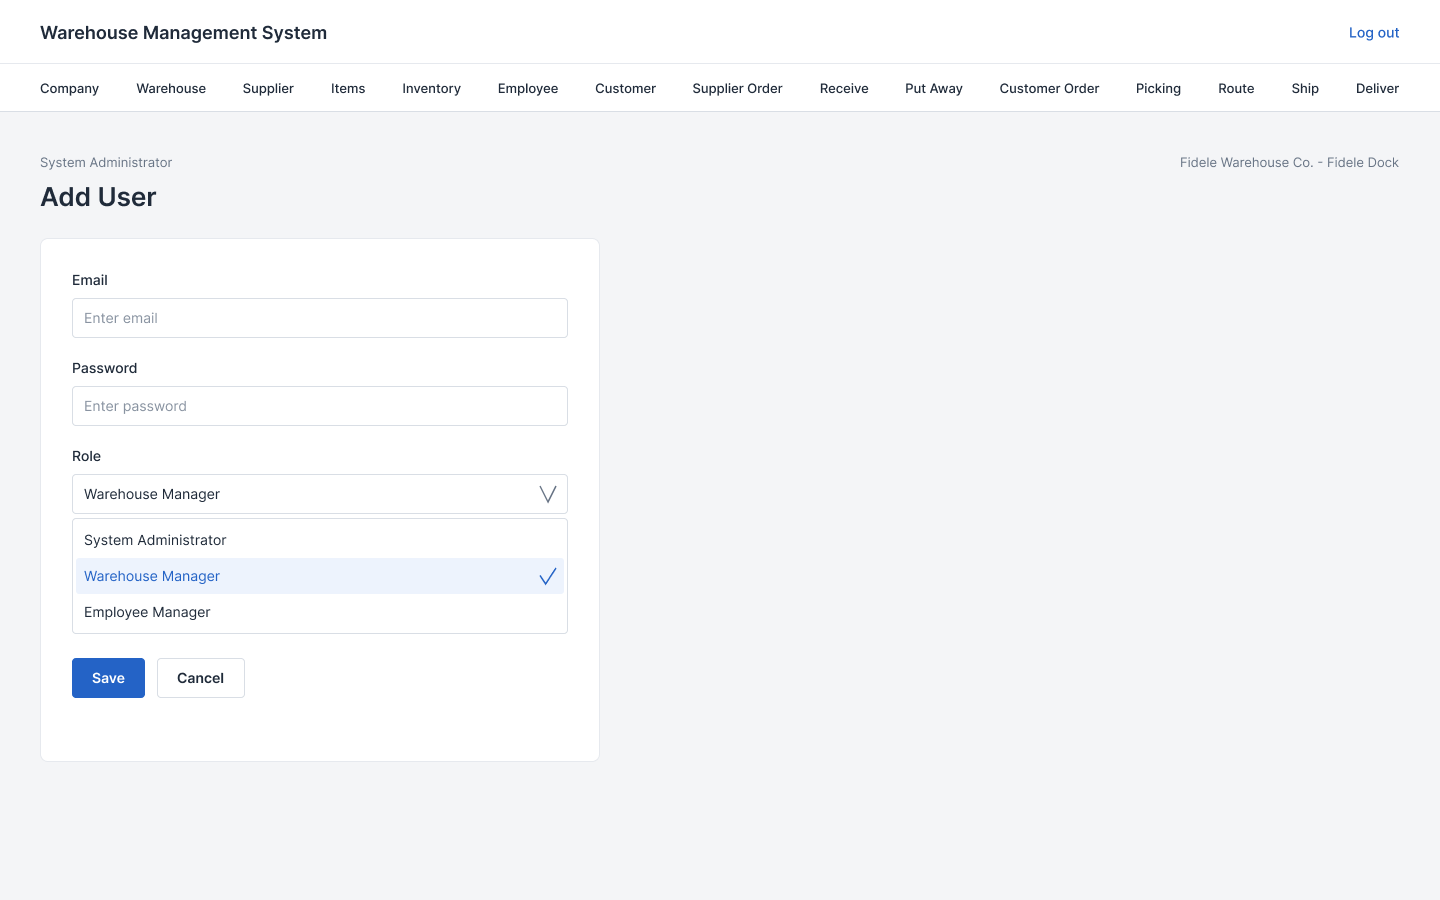 Warehouse Management System
Log out
Company Warehouse Supplier Items Inventory Employee Customer Supplier Order Receive Put Away Customer Order Picking Route Ship Deliver
System Administrator
Fidele Warehouse Co. - Fidele Dock
Add User
Email
Enter email
Password
Enter password
Role
Warehouse Manager
System Administrator
Warehouse Manager
Employee Manager
Save Cancel